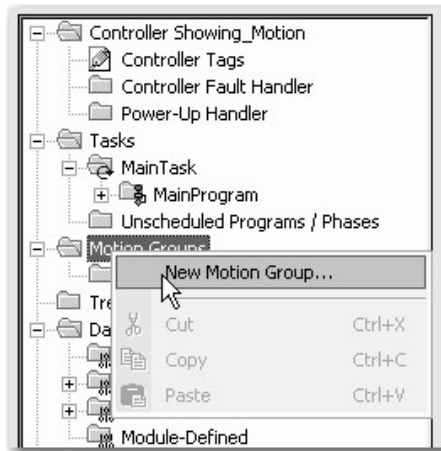 Controller Showing_Motion
Controller Tags
Controller Fault Handler
Power-Up Handler
Tasks
MainTask
MainProgram
Unscheduled Programs / Phases
Motion Groups
New Motion Group...
Cut Ctrl+X
Copy Ctrl+C
Paste Ctrl+V
Module-Defined